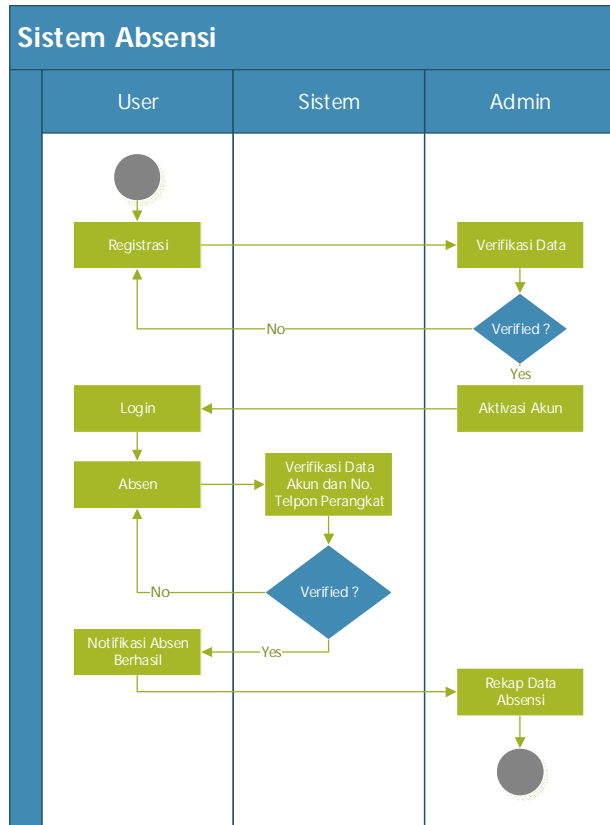 Sistem Absensi
User
Sistem
Admin
Registrasi
Verifikasi Data
No
Verified ?
Yes
Login
Aktivasi Akun
Absen
Verifikasi Data
Akun dan No.
Telpon Perangkat
No
Verified ?
Notifikasi Absen
Berhasil
Yes
Rekap Data
Absensi